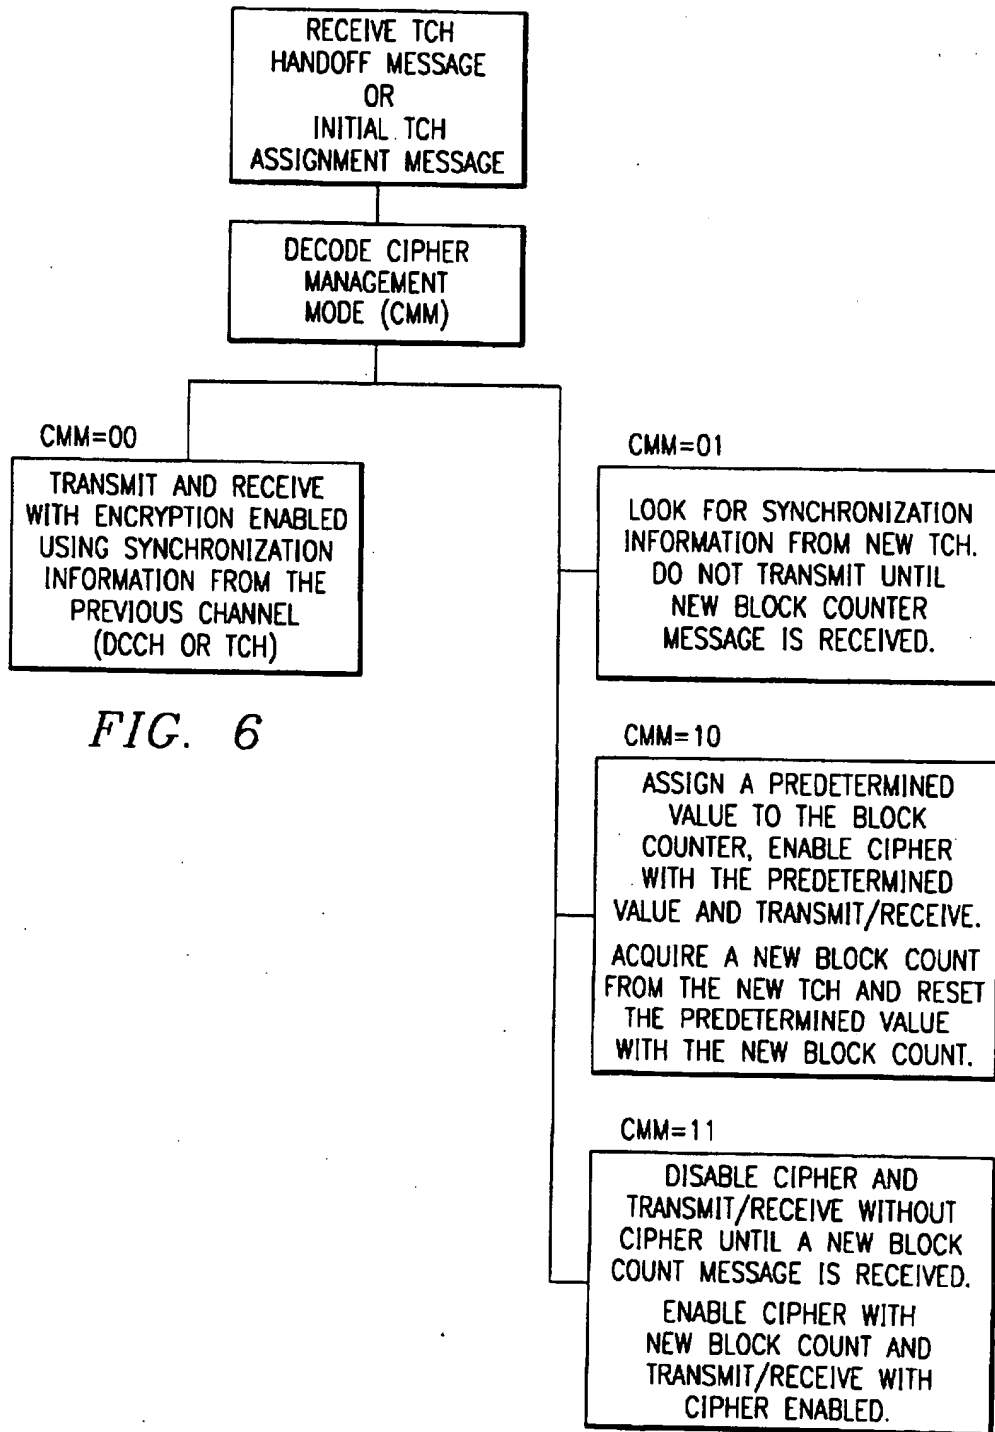 RECEIVE TCH
HANDOFF MESSAGE
OR
INITIAL TCH
ASSIGNMENT MESSAGE
DECODE CIPHER
MANAGEMENT
MODE (CMM)
CMM=00
TRANSMIT AND RECEIVE
WITH ENCRYPTION ENABLED
USING SYNCHRONIZATION
INFORMATION FROM THE
PREVIOUS CHANNEL
(DCCH OR TCH)
FIG. 6
CMM=01
LOOK FOR SYNCHRONIZATION
INFORMATION FROM NEW TCH.
DO NOT TRANSMIT UNTIL
NEW BLOCK COUNTER
MESSAGE IS RECEIVED.
CMM=10
ASSIGN A PREDETERMINED
VALUE TO THE BLOCK
COUNTER, ENABLE CIPHER
WITH THE PREDETERMINED
VALUE AND TRANSMIT/RECEIVE.
ACQUIRE A NEW BLOCK COUNT
FROM THE NEW TCH AND RESET
THE PREDETERMINED VALUE
WITH THE NEW BLOCK COUNT.
CMM=11
DISABLE CIPHER AND
TRANSMIT/RECEIVE WITHOUT
CIPHER UNTIL A NEW BLOCK
COUNT MESSAGE IS RECEIVED.
ENABLE CIPHER WITH
NEW BLOCK COUNT AND
TRANSMIT/RECEIVE WITH
CIPHER ENABLED.